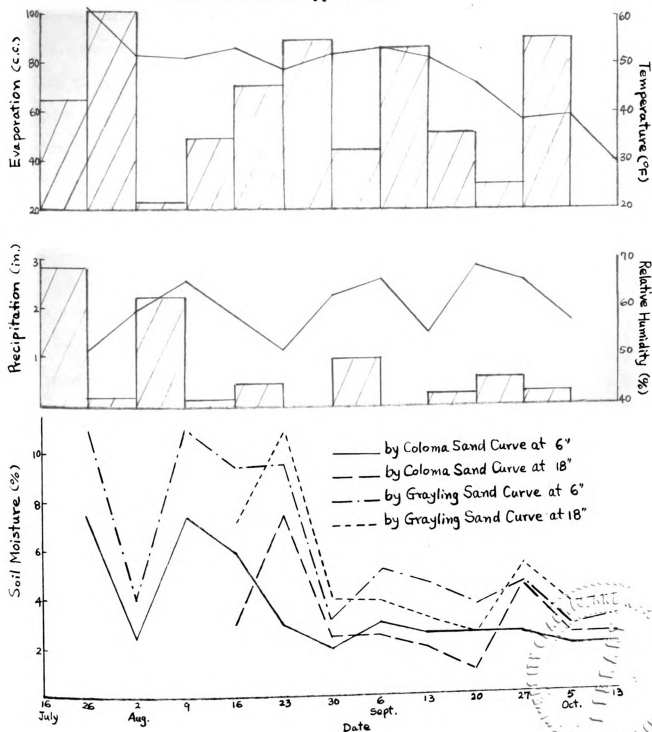 100
80
60
40
20
Evaporation (c.c.)
60
50
40
30
20
Temperature (°F)
3
2
1
Precipitation (in.)
70
60
50
40
Relative Humidity (%)
10
8
6
4
2
Soil Moisture (%)
by Coloma Sand Curve at 6"
by Coloma Sand Curve at 18"
by Grayling Sand Curve at 6"
by Grayling Sand Curve at 18"
16 26 2 9 16 23 30 6 13 20 27 5 13
July Aug. Sept. Oct.
Date